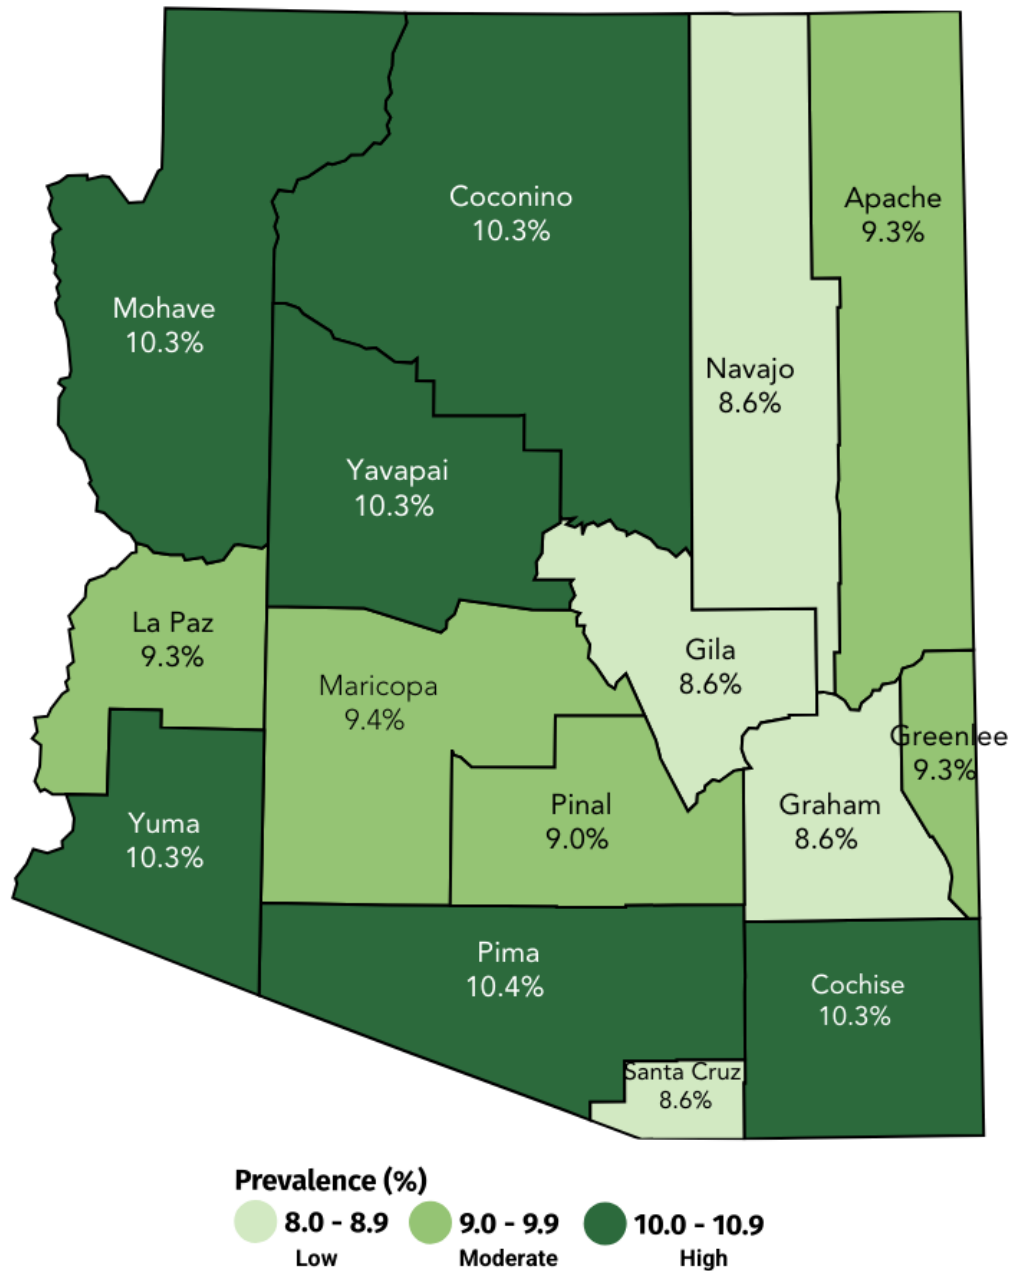 Coconino
10.3%
Apache
9.3%
Mohave
10.3%
Navajo
8.6%
Yavapai
10.3%
La Paz
9.3%
Gila
8.6%
Maricopa
9.4%
Greenlee
9.3%
Pinal
9.0%
Graham
8.6%
Yuma
10.3%
Pima
10.4%
Cochise
10.3%
Santa Cruz
8.6%
Prevalence (%)
8.0 - 8.9 9.0 - 9.9 10.0 - 10.9
Low Moderate High